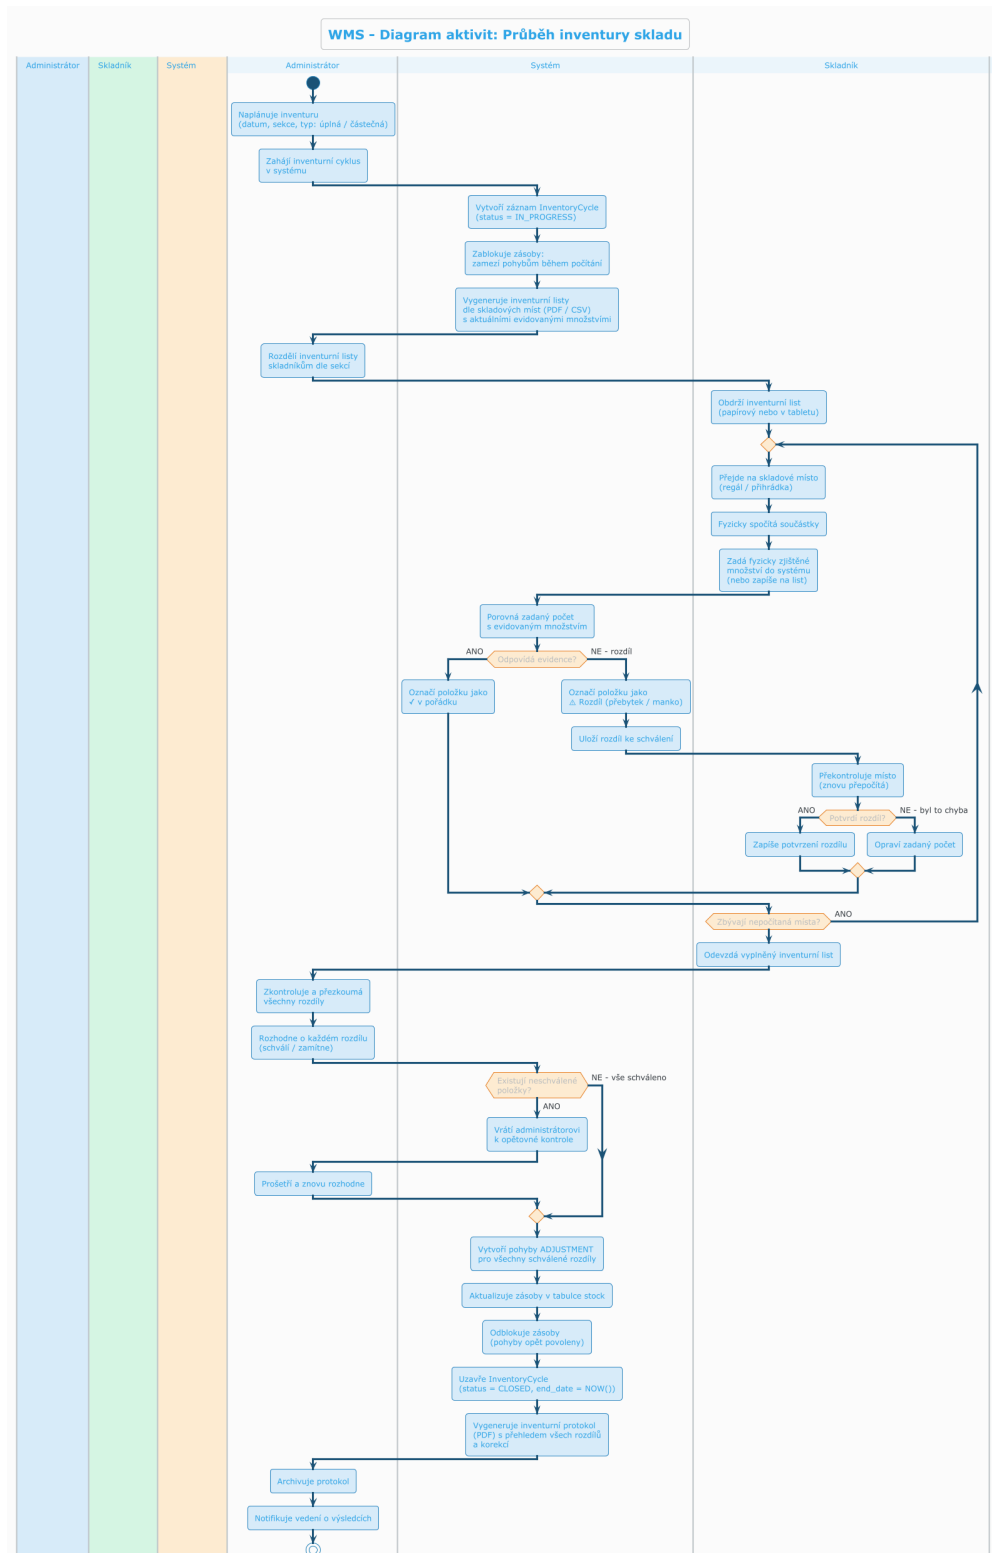 WMS - Diagram aktivit: Průběh inventury skladu
Administrátor
Skladník
Systém
Administrátor
Systém
Skladník
Naplánuje inventuru
(datum, sekce, typ: úplná / částečná)
Zahájí inventurní cyklus
v systému
Vytvoří záznam InventoryCycle
(status = IN_PROGRESS)
Zablokuje zásoby:
zamezí pohybům během počítání
Vygeneruje inventurní listy
dle skladových míst (PDF / CSV)
s aktuálními evidovanými množstvími
Rozdělí inventurní listy
skladníkům dle sekcí
Obdrží inventurní list
(papírový nebo v tabletu)
Přejde na skladové místo
(regál / přihrádka)
Fyzicky spočítá součástky
Zadá fyzicky zjištěné
množství do systému
(nebo zapíše na list)
Porovná zadaný počet
s evidovaným množstvím
ANO
Odpovídá evidence?
NE - rozdíl
Označí položku jako
✓ v pořádku
Označí položku jako
⚠ Rozdíl (přebytek / manko)
Uloží rozdíl ke schválení
Překontroluje místo
(znovu přepočítá)
ANO
Potvrdí rozdíl?
NE - byl to chyba
Zapíše potvrzení rozdílu
Opraví zadaný počet
Zbývají nepočítaná místa?
ANO
Odevzdá vyplněný inventurní list
Zkontroluje a přezkoumá
všechny rozdíly
Rozhodne o každém rozdílu
(schválí / zamítne)
Existují neschválené
položky?
NE - vše schváleno
ANO
Vrátí administrátorovi
k opětovné kontrole
Prošetří a znovu rozhodne
Vytvoří pohyby ADJUSTMENT
pro všechny schválené rozdíly
Aktualizuje zásoby v tabulce stock
Odblokuje zásoby
(pohyby opět povoleny)
Uzavře InventoryCycle
(status = CLOSED, end_date = NOW())
Vygeneruje inventurní protokol
(PDF) s přehledem všech rozdílů
a korekcí
Archivuje protokol
Notifikuje vedení o výsledcích